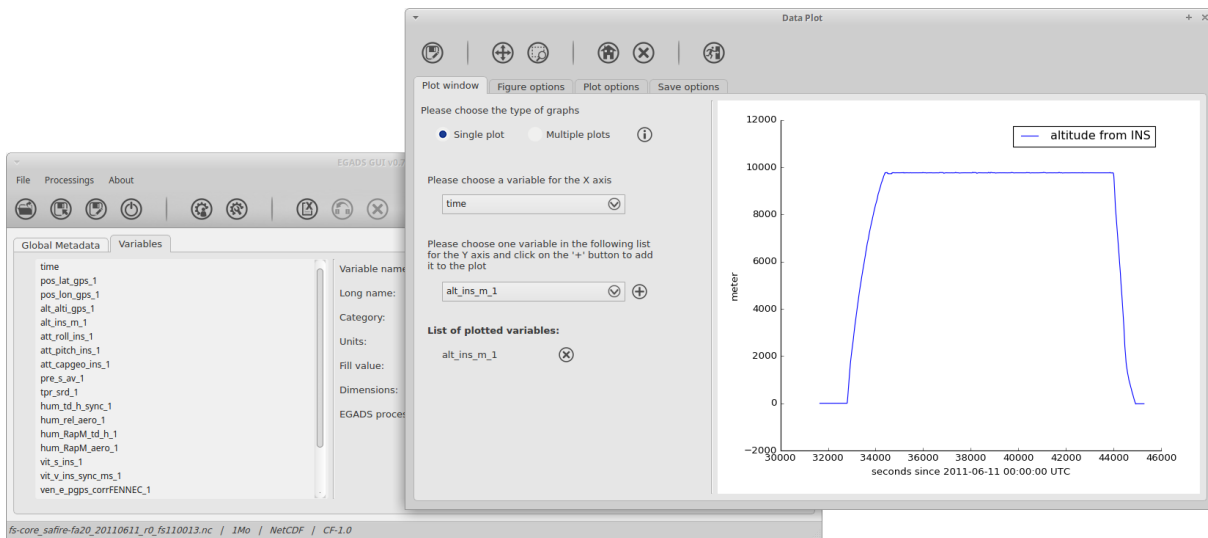 Data Plot
Plot window
Figure options
Plot options
Save options
Please choose the type of graphs
Single plot
Multiple plots
Please choose a variable for the X axis
time
Please choose one variable in the following list
for the Y axis and click on the '+' button to add
it to the plot
alt_ins_m_1
List of plotted variables:
alt_ins_m_1
12000
10000
8000
6000
4000
2000
0
−2000
meter
altitude from INS
30000
32000
34000
36000
38000
40000
42000
44000
46000
seconds since 2011-06-11 00:00:00 UTC
EGADS GUI
File
Processings
About
Global Metadata
Variables
time
pos_lat_gps_1
pos_lon_gps_1
alt_alti_gps_1
alt_ins_m_1
att_roll_ins_1
att_pitch_ins_1
att_capgeo_ins_1
pre_s_av_1
tpr_srd_1
hum_td_h_sync_1
hum_rel_aero_1
hum_RapM_td_h_1
hum_RapM_aero_1
vit_s_ins_1
vit_v_ins_sync_ms_1
ven_e_pgps_corrFENNEC_1
Variable name
Long name:
Category:
Units:
Fill value:
Dimensions:
EGADS proces
fs-core_safire-fa20_20110611_r0_fs110013.nc | 1Mo | NetCDF | CF-1.0